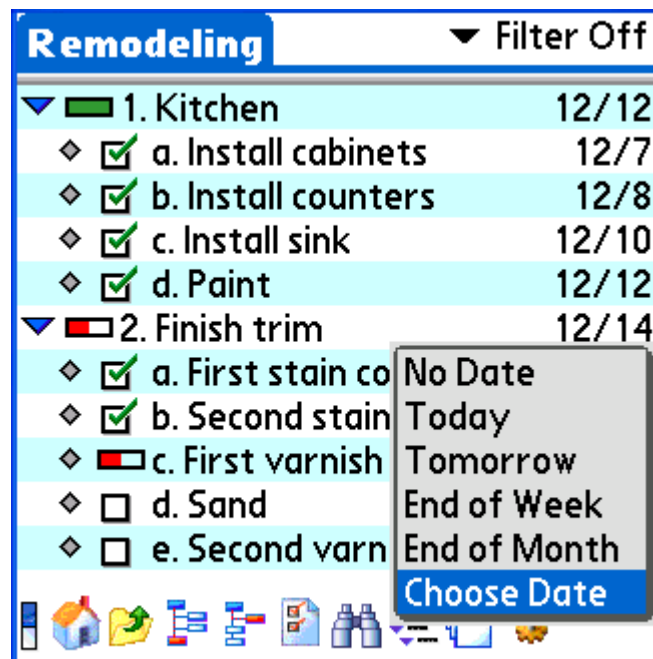 Remodeling Filter Off
1. Kitchen 12/12
a. Install cabinets 12/7
b. Install counters 12/8
c. Install sink 12/10
d. Paint 12/12
2. Finish trim 12/14
a. First stain co
b. Second stain
c. First varnish
d. Sand
e. Second varn
No Date
Today
Tomorrow
End of Week
End of Month
Choose Date